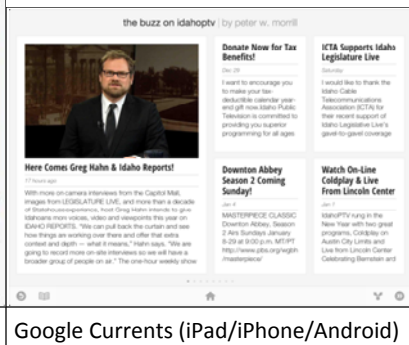 the buzz on idahoptv | by peter w. morrill
Here Comes Greg Hahn & Idaho Reports!
17 hours ago
With more on-camera interviews from the Capitol Mall,
images from LEGISLATURE LIVE, and more than a decade
of Statehouse experience, host Greg Hahn intends to give
Idahoans more voices, video and viewpoints this year on
IDAHO REPORTS. "We can pull back the curtain and see
how things are working over there and offer that extra
context and depth — what it means," Hahn says. "We are
going to record more on-site interviews so we will have a
broader group of people on air." The one-hour weekly show
Donate Now for Tax
Benefits!
Dec 29
I want to encourage you
to make your tax-
deductible calendar year-
end gift now. Idaho Public
Television is committed to
providing you superior
programming for all ages
ICTA Supports Idaho
Legislature Live
Saturday
I would like to thank the
Idaho Cable
Telecommunications
Association (ICTA) for
their recent support of
Idaho Legislative Live's
gavel-to-gavel coverage
Downton Abbey
Season 2 Coming
Sunday!
Jan 4
MASTERPIECE CLASSIC
Downton Abbey, Season
2 Airs Sundays January
8-29 at 9:00 p.m. MT/PT
http://www.pbs.org/wgbh
/masterpiece/
Watch On-Line
Coldplay & Live
From Lincoln Center
Jan 1
IdahoPTV rung in the
New Year with two great
programs, Coldplay on
Austin City Limits and
Live from Lincoln Center
Celebrating Bernstein and
Google Currents (iPad/iPhone/Android)